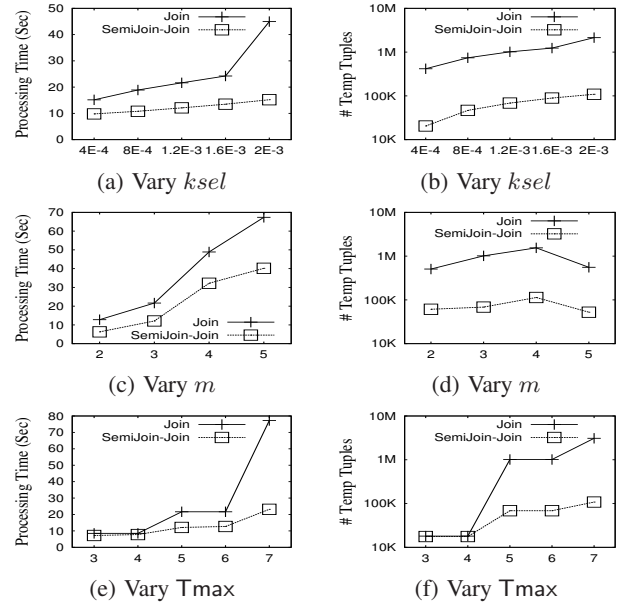 Processing Time (Sec)
50
40
30
20
10
0
Join
SemiJoin-Join
4E-4 8E-4 1.2E-3 1.6E-3 2E-3
(a) Vary ksel
# Temp Tuples
10M
1M
100K
10K
Join
SemiJoin-Join
4E-4 8E-4 1.2E-3 1.6E-3 2E-3
(b) Vary ksel
Processing Time (Sec)
70
60
50
40
30
20
10
0
Join
SemiJoin-Join
2 3 4 5
(c) Vary m
# Temp Tuples
10M
1M
100K
10K
Join
SemiJoin-Join
2 3 4 5
(d) Vary m
Processing Time (Sec)
80
70
60
50
40
30
20
10
0
Join
SemiJoin-Join
3 4 5 6 7
(e) Vary Tmax
# Temp Tuples
10M
1M
100K
10K
Join
SemiJoin-Join
3 4 5 6 7
(f) Vary Tmax